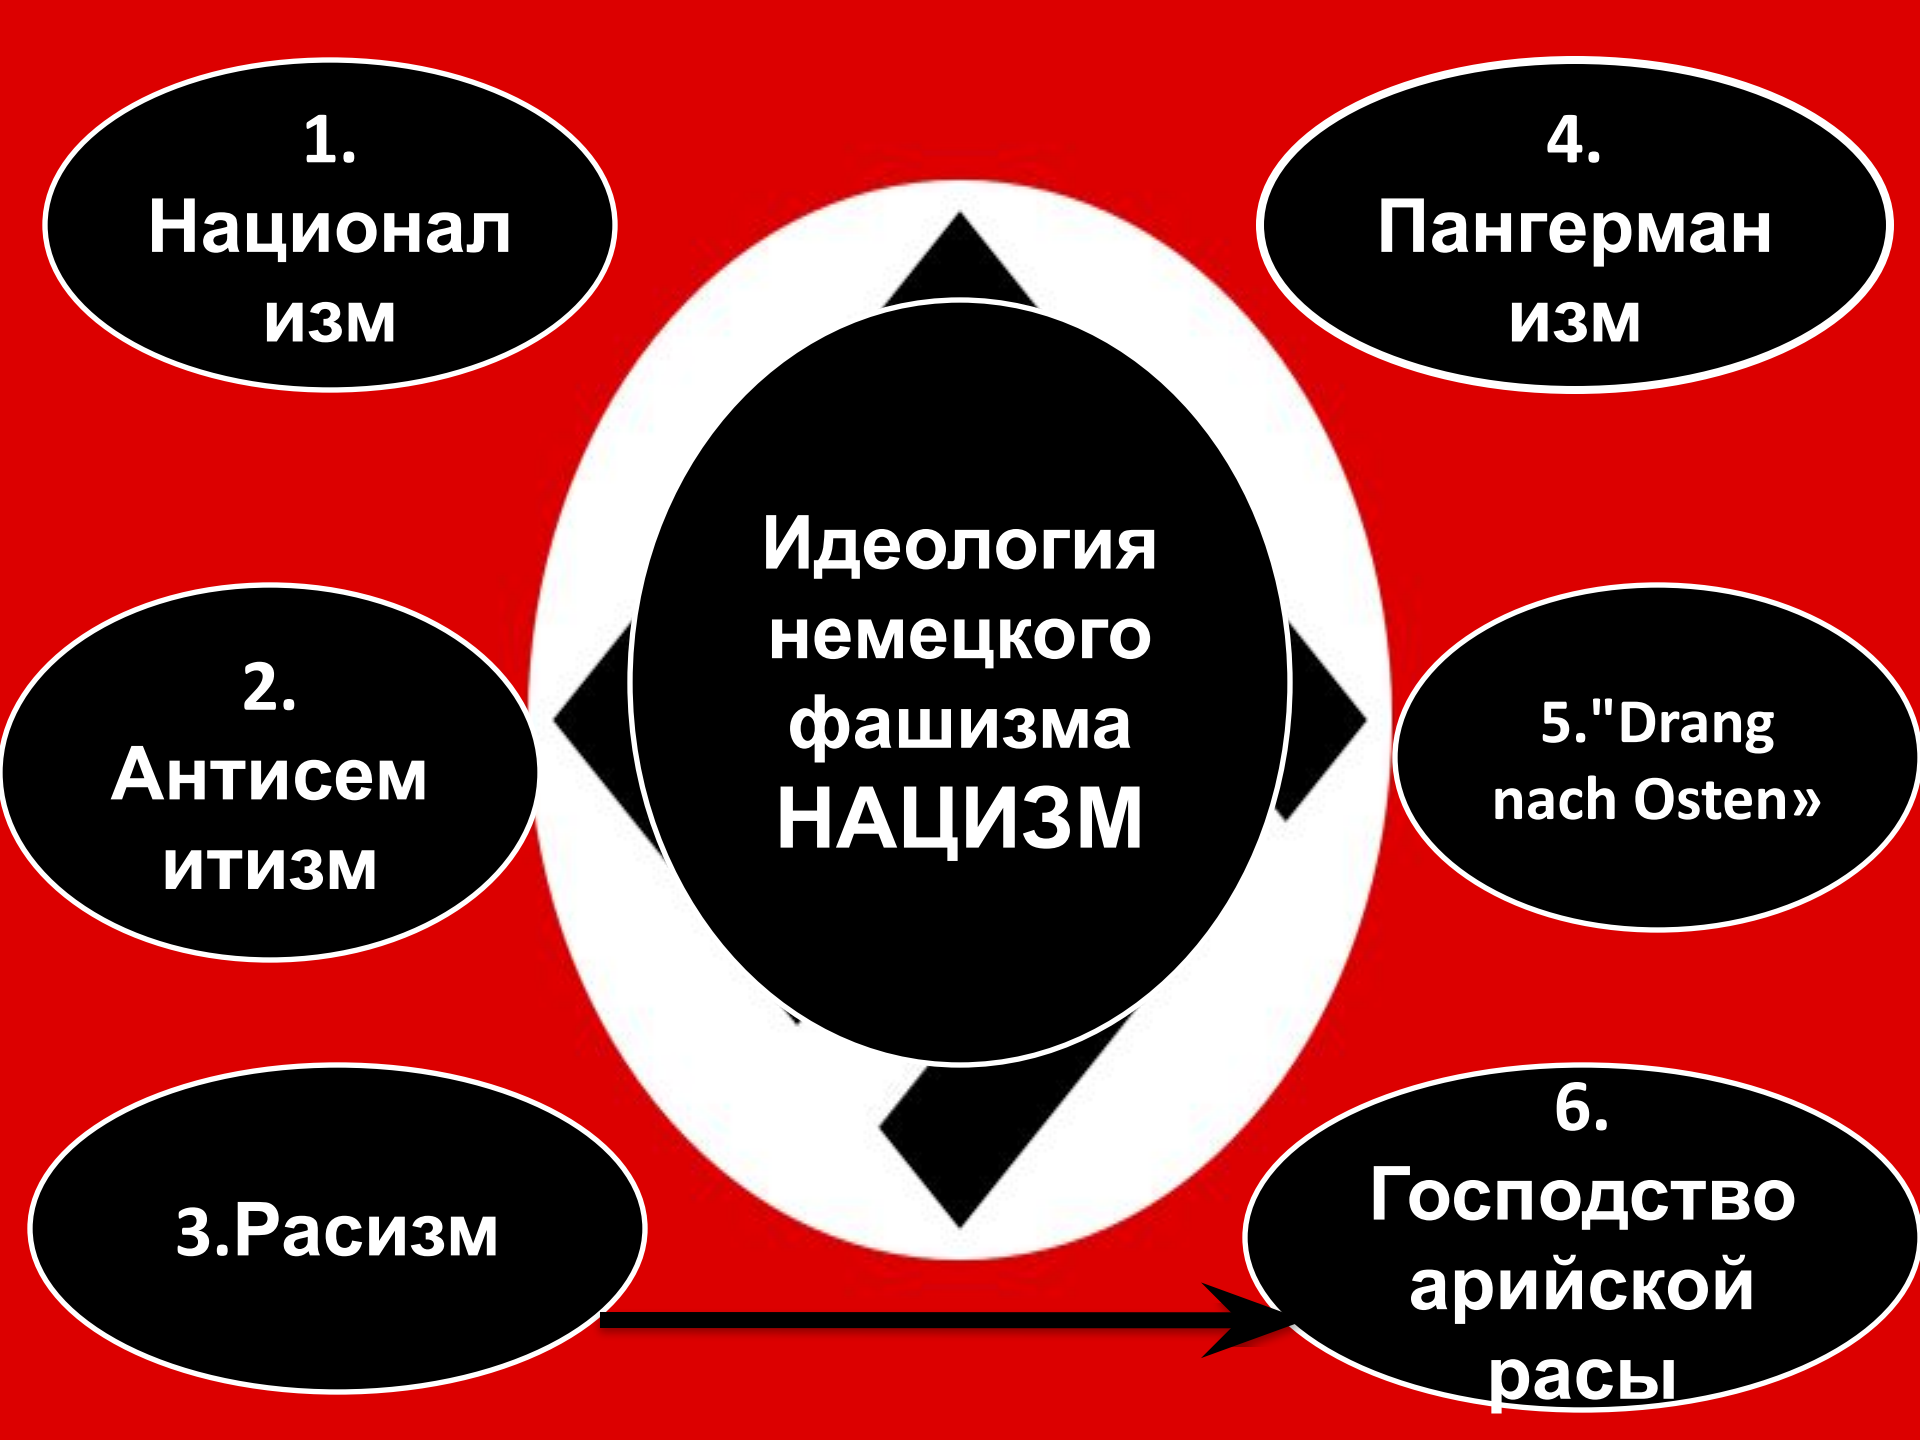 1.
Национал
изм
2.
Антисем
итизм
3.Расизм
Идеология
немецкого
фашизма
НАЦИЗМ
4.
Пангерман
изм
5."Drang
nach Osten»
6.
Господство
арийской
расы